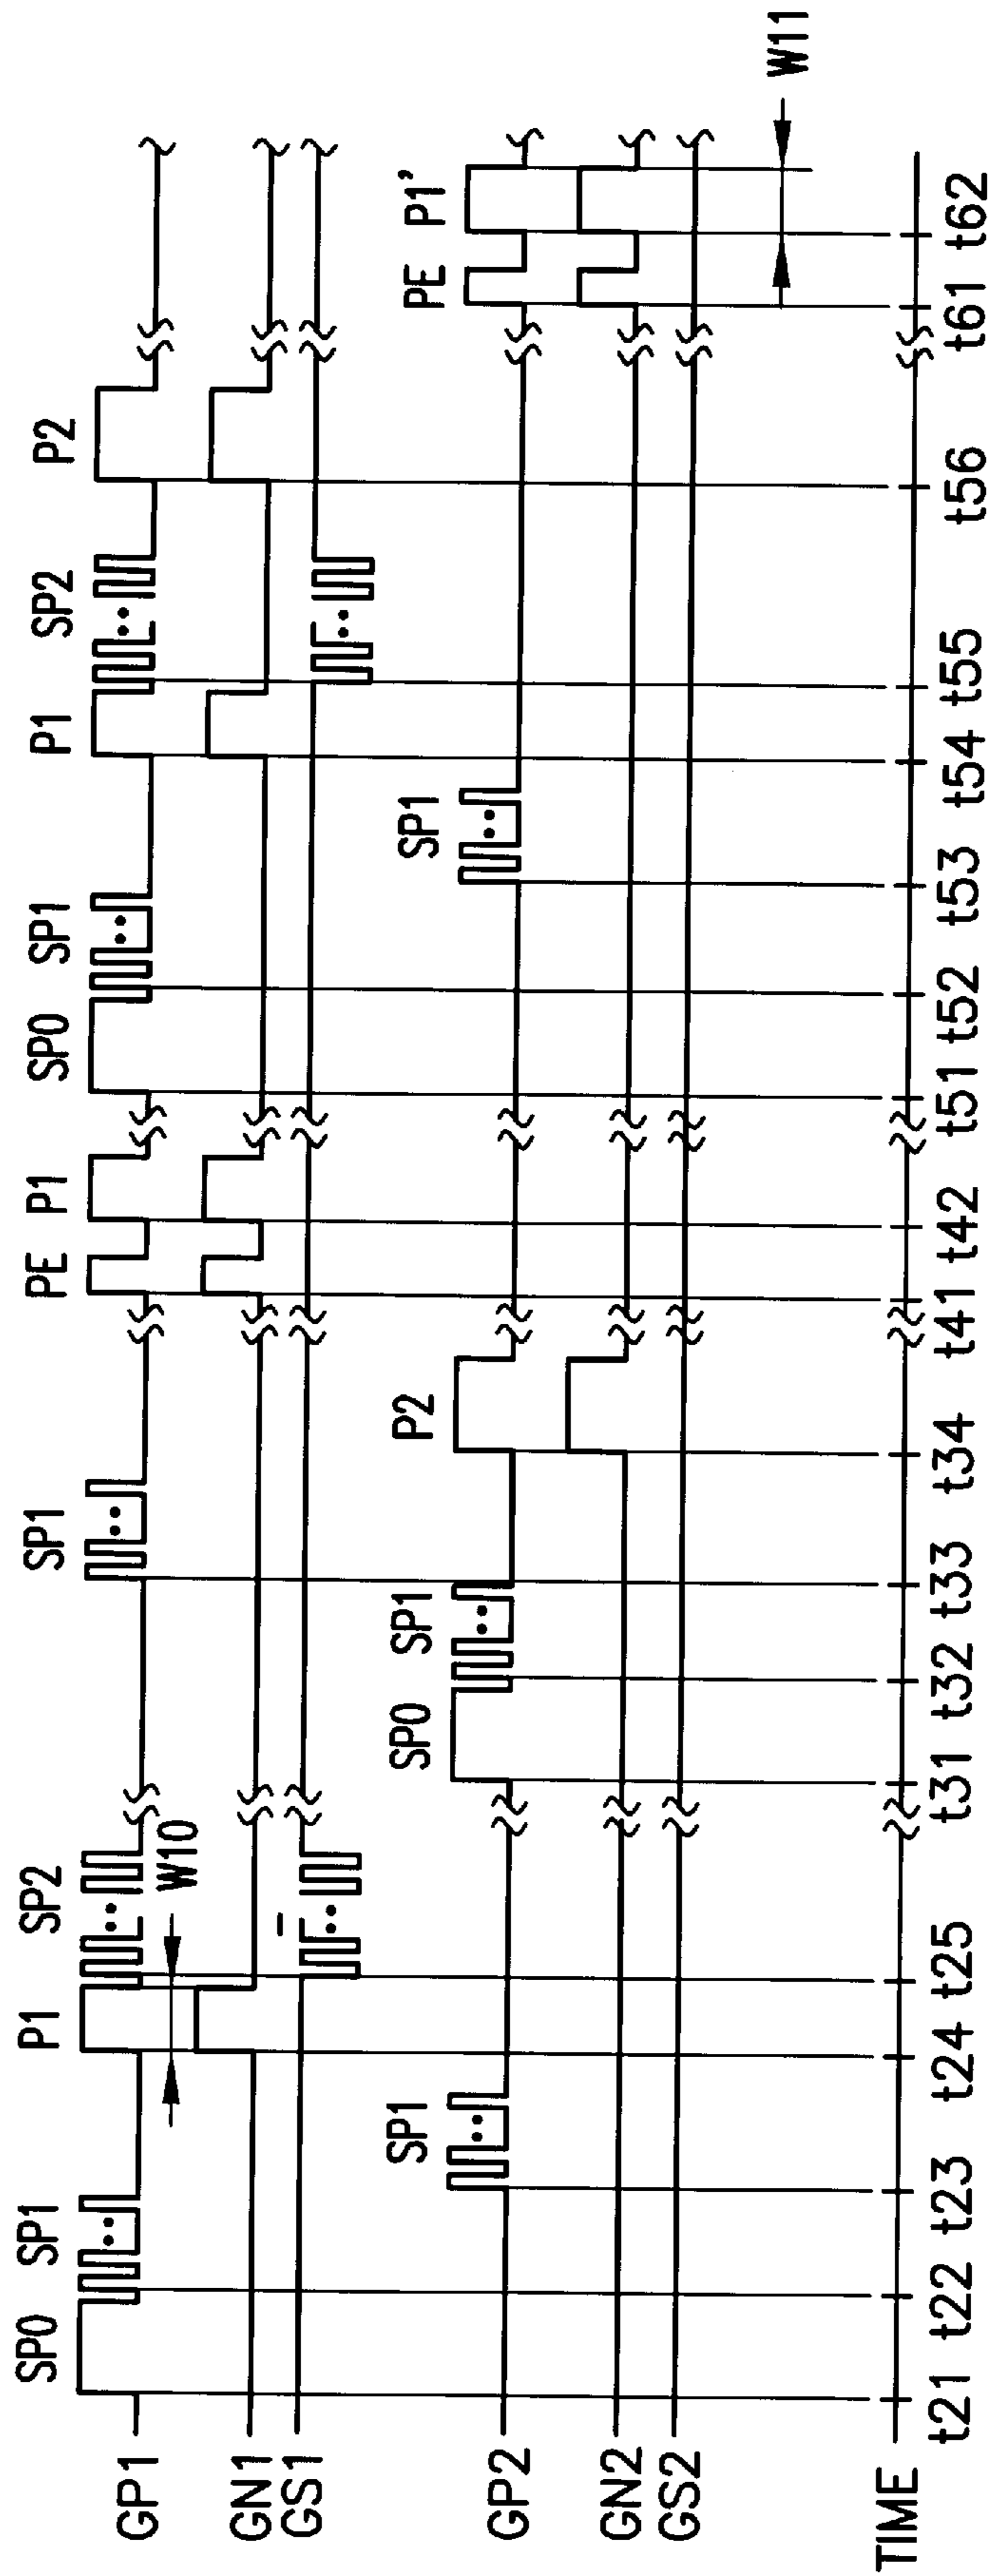 SP0 SP1 P1 SP2 SP1 PE P1 SP0 SP1 P1 SP2 P2
GP1
W10
GN1
GS1
SP1 SP0 SP1 P2 SP1 PE P1'
GP2
GN2
GS2
W11
TIME
t21 t22 t23 t24 t25 t31 t32 t33 t34 t41 t42 t51 t52 t53 t54 t55 t56 t61 t62